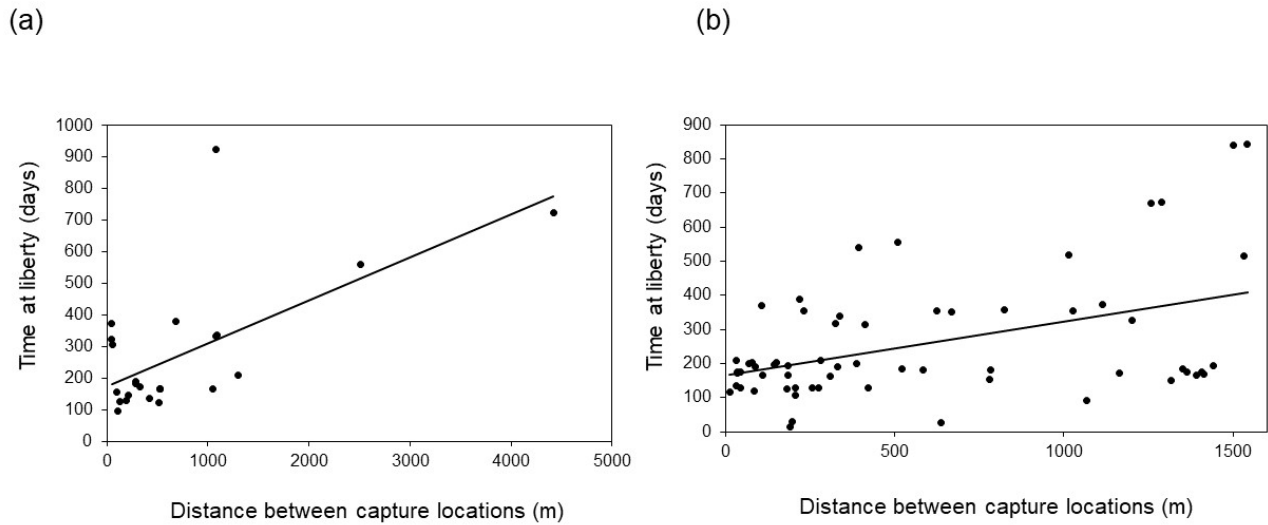 (a)
Time at liberty (days)
1000
900
800
700
600
500
400
300
200
100
0
0 1000 2000 3000 4000 5000
Distance between capture locations (m)
(b)
Time at liberty (days)
900
800
700
600
500
400
300
200
100
0
0 500 1000 1500
Distance between capture locations (m)